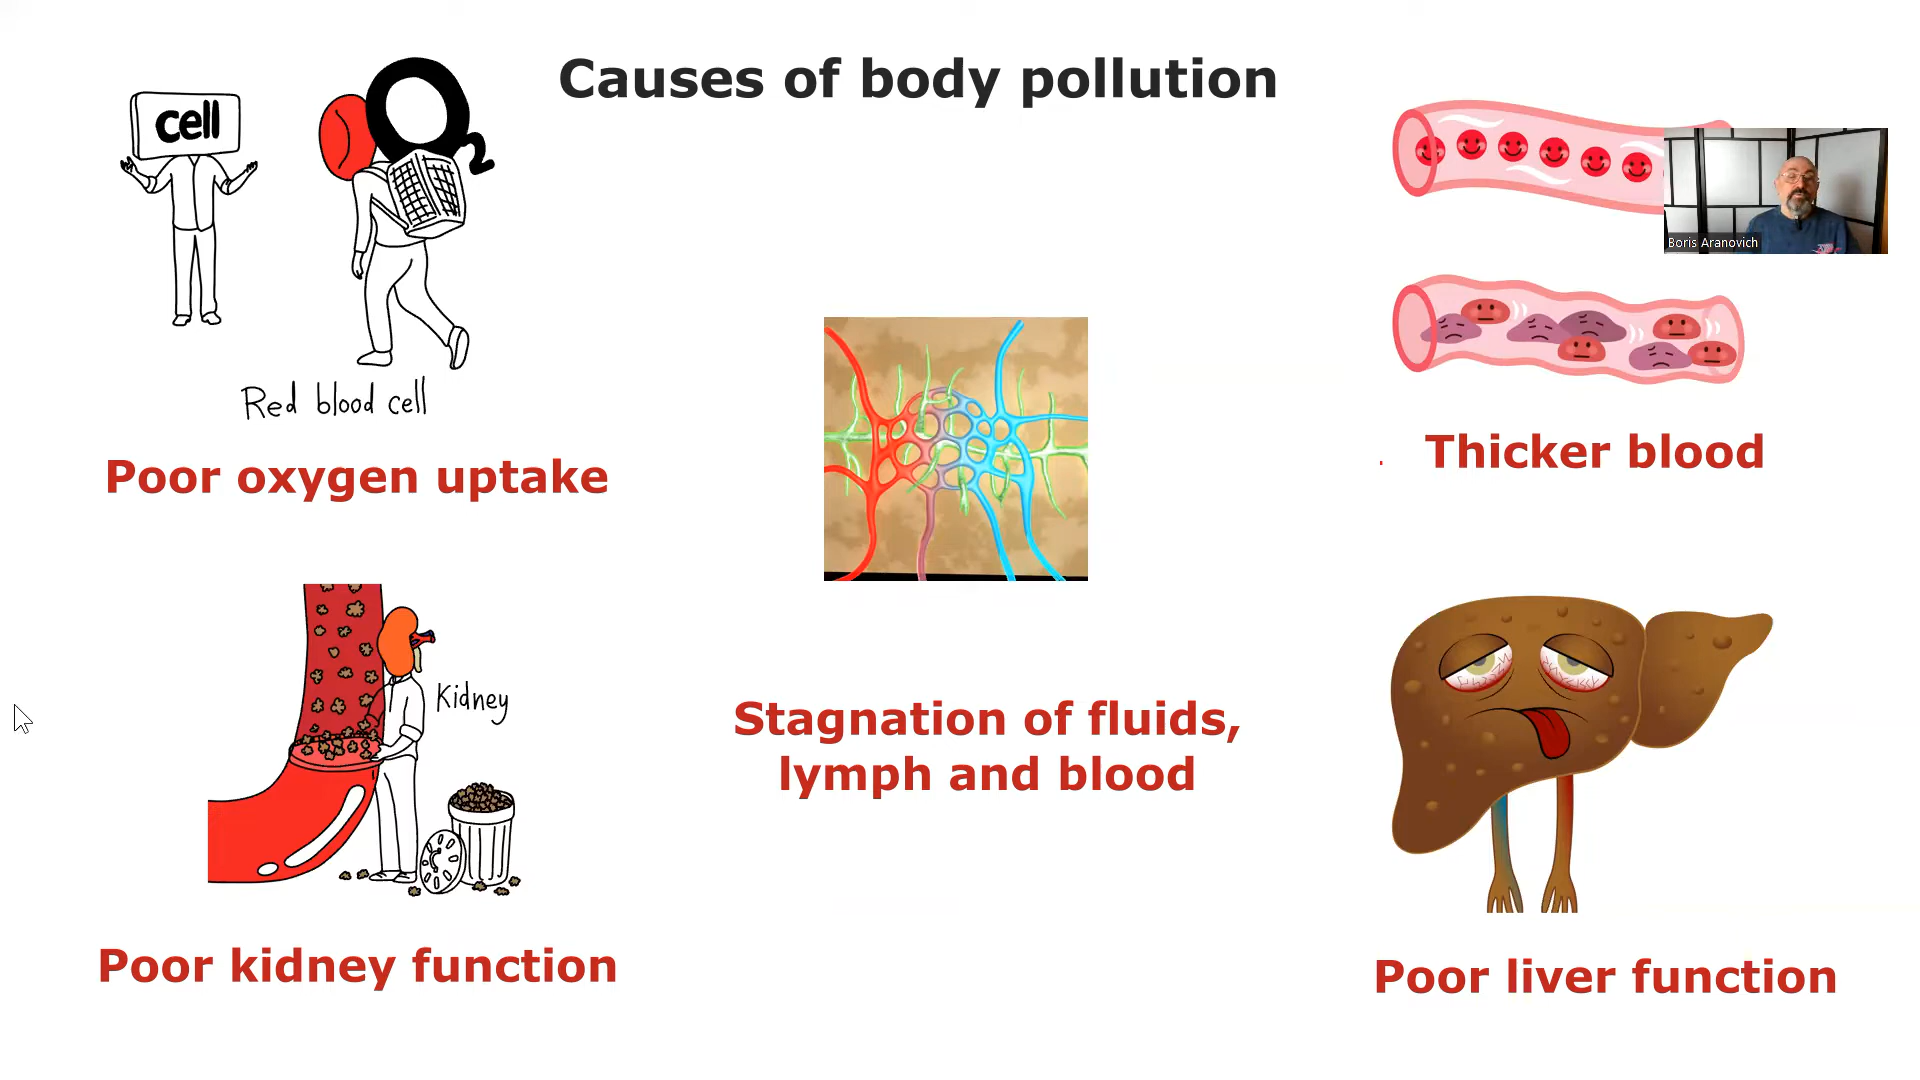 Causes of body pollution
cell
2
Red blood cell
Poor oxygen uptake
Boris Aranovich
Thicker blood
Stagnation of fluids,
lymph and blood
Kidney
Poor kidney function
Poor liver function